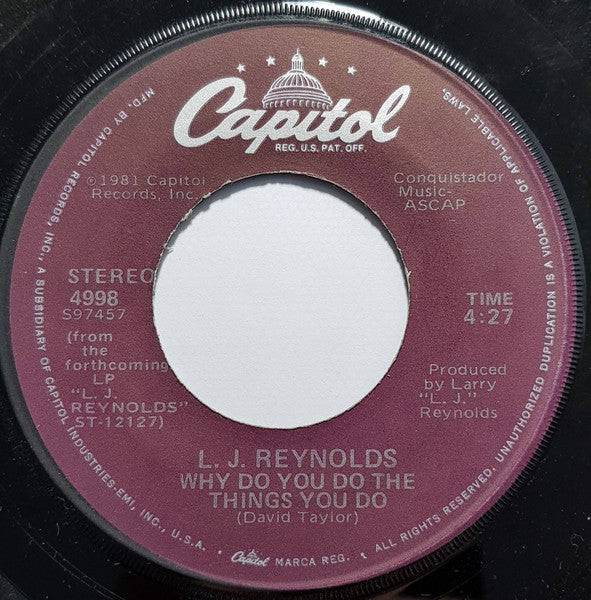 Capitol
REG. U.S. PAT. OFF.
©1981 Capitol
Records, Inc.
Conquistador
Music-
ASCAP
STEREO
4998
S97457
(from
the
forthcoming
LP
"L. J.
REYNOLDS"
ST-12127)
TIME
4:27
Produced
by Larry
"L. J."
Reynolds
L. J. REYNOLDS
WHY DO YOU DO THE
THINGS YOU DO
(David Taylor)
MFD. BY CAPITOL RECORDS, INC., A SUBSIDIARY OF CAPITOL INDUSTRIES-EMI, INC., U.S.A. • Capitol MARCA REG. • ALL RIGHTS RESERVED. UNAUTHORIZED DUPLICATION IS A VIOLATION OF APPLICABLE LAWS.